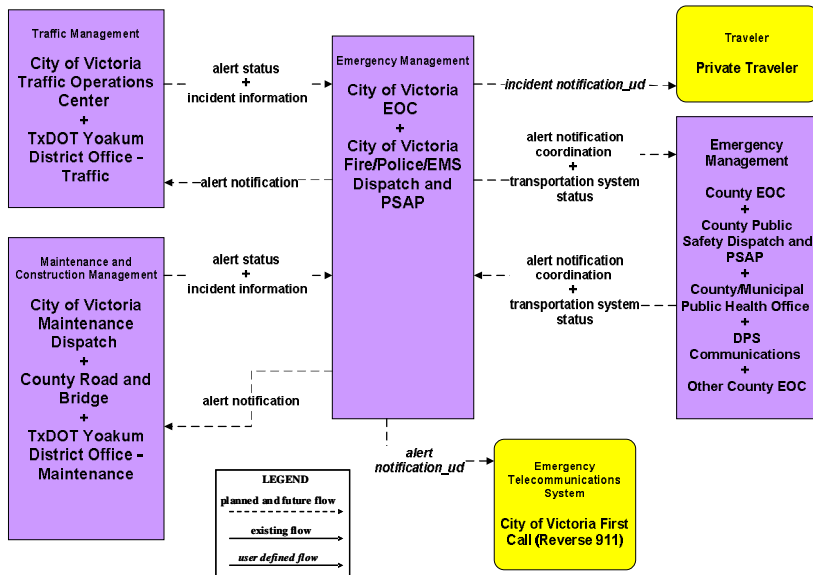 Traffic Management
City of Victoria
Traffic Operations
Center
+
TxDOT Yoakum
District Office –
Traffic
alert status
+
incident information
alert notification
Emergency Management
City of Victoria
EOC
+
City of Victoria
Fire/Police/EMS
Dispatch and
PSAP
incident notification_ud
Traveler
Private Traveler
alert notification
coordination
+
transportation system
status
Emergency
Management
County EOC
+
County Public
Safety Dispatch and
PSAP
+
County/Municipal
Public Health Office
+
DPS
Communications
+
Other County EOC
alert notification
coordination
+
transportation system
status
Maintenance and
Construction Management
City of Victoria
Maintenance
Dispatch
+
County Road and
Bridge
+
TxDOT Yoakum
District Office –
Maintenance
alert status
+
incident information
alert notification
alert
notification_ud
Emergency
Telecommunications
System
City of Victoria First
Call (Reverse 911)
LEGEND
planned and future flow
existing flow
user defined flow